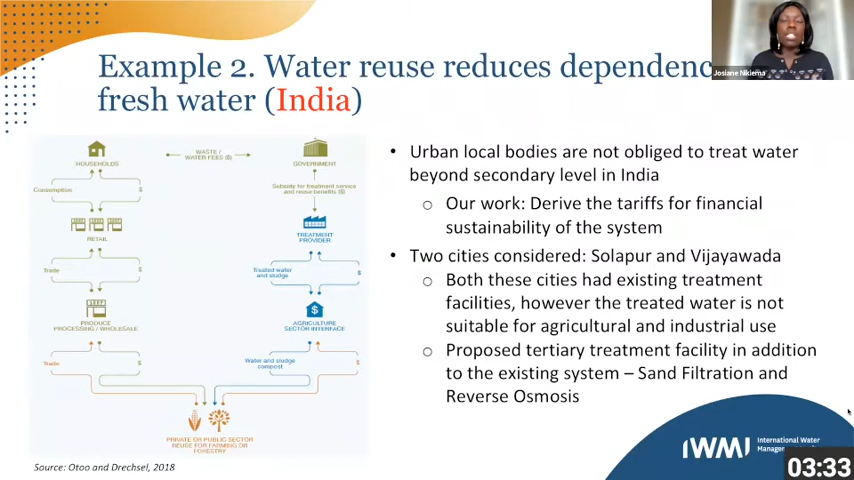 Example 2. Water reuse reduces dependenc
fresh water (India)
Josiane Nikiema
HOUSEHOLDS
WASTE /
WATER FEES ($)
GOVERNMENT
Consumption
$
Subsidy for treatment service
and reuse benefits ($)
RETAIL
TREATMENT
PROVIDER
Trade
$
Treated water
and sludge
$
PRODUCE
PROCESSING / WHOLESALE
$
AGRICULTURE
SECTOR INTERFACE
Trade
$
Water and sludge
compost
$
PRIVATE OR PUBLIC SECTOR
REUSE FOR FARMING OR
FORESTRY
Source: Otoo and Drechsel, 2018
• Urban local bodies are not obliged to treat water
beyond secondary level in India
○ Our work: Derive the tariffs for financial
sustainability of the system
• Two cities considered: Solapur and Vijayawada
○ Both these cities had existing treatment
facilities, however the treated water is not
suitable for agricultural and industrial use
○ Proposed tertiary treatment facility in addition
to the existing system – Sand Filtration and
Reverse Osmosis
IWMI
International Water
03:33